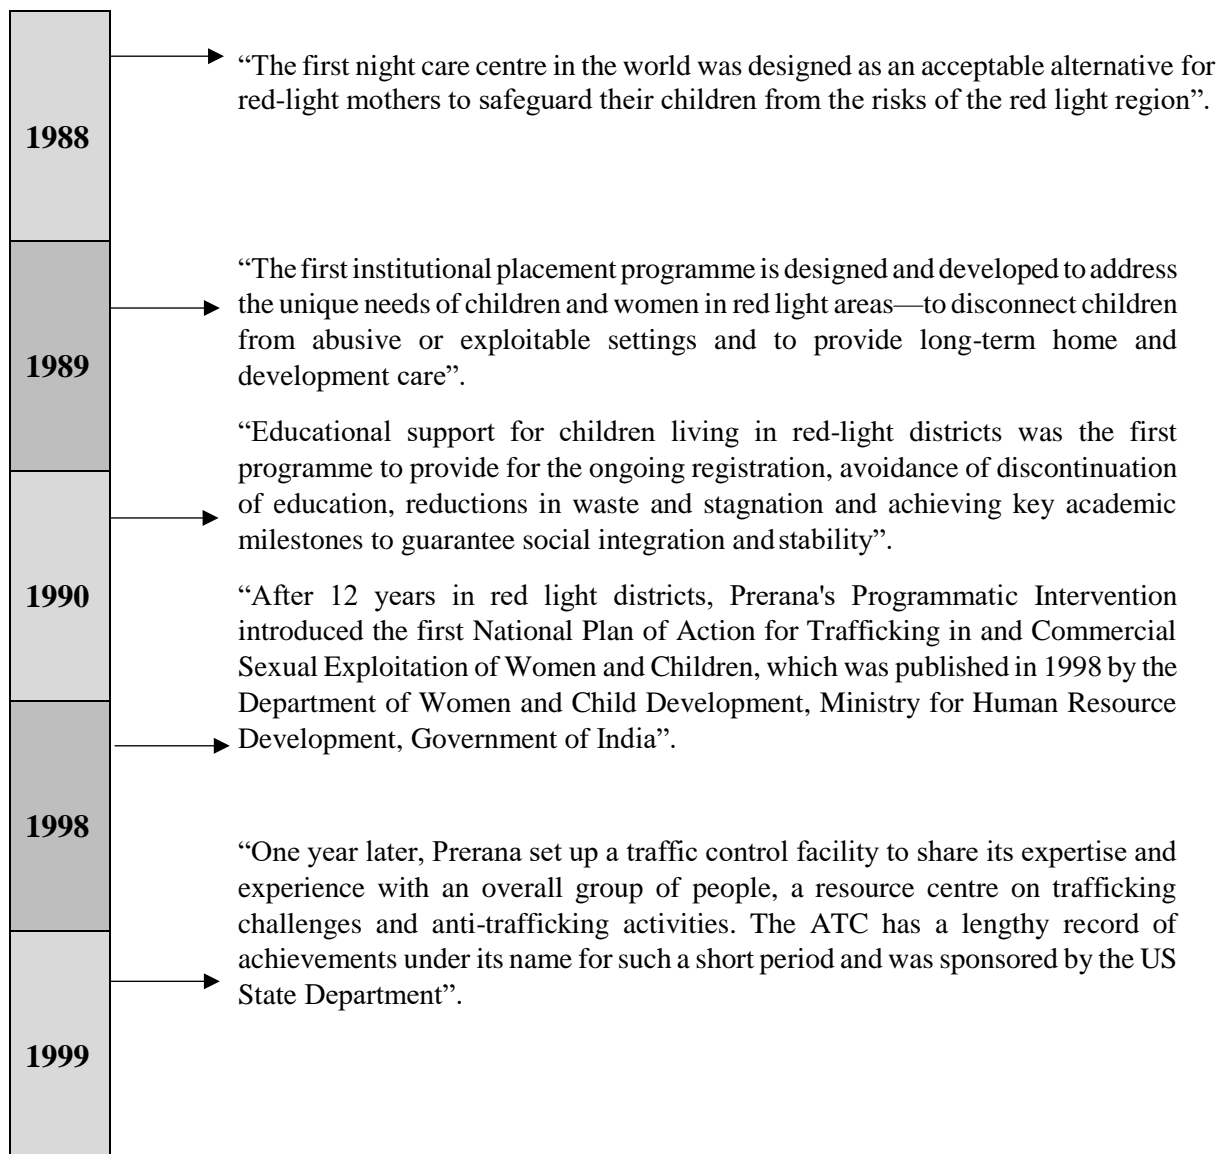 1988
“The first night care centre in the world was designed as an acceptable alternative for
red-light mothers to safeguard their children from the risks of the red light region”.
1989
“The first institutional placement programme is designed and developed to address
the unique needs of children and women in red light areas—to disconnect children
from abusive or exploitable settings and to provide long-term home and
development care”.
1990
“Educational support for children living in red-light districts was the first
programme to provide for the ongoing registration, avoidance of discontinuation
of education, reductions in waste and stagnation and achieving key academic
milestones to guarantee social integration and stability”.
1998
“After 12 years in red light districts, Prerana's Programmatic Intervention
introduced the first National Plan of Action for Trafficking in and Commercial
Sexual Exploitation of Women and Children, which was published in 1998 by the
Department of Women and Child Development, Ministry for Human Resource
Development, Government of India”.
1999
“One year later, Prerana set up a traffic control facility to share its expertise and
experience with an overall group of people, a resource centre on trafficking
challenges and anti-trafficking activities. The ATC has a lengthy record of
achievements under its name for such a short period and was sponsored by the US
State Department”.